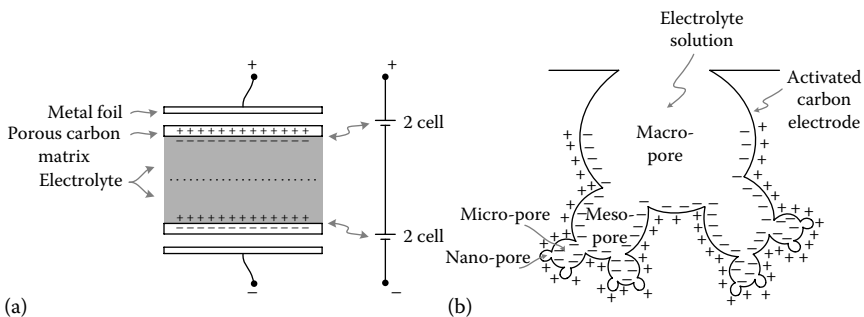 +
Metal foil
Porous carbon
matrix
Electrolyte
+ + + + + + + + + + +
– – – – – – – – – – –
+ + + + + + + + + + +
– – – – – – – – – – –
–
(a)
+
2 cell
2 cell
–
Electrolyte
solution
Activated
carbon
electrode
Macro-
pore
Micro-pore
Meso-
pore
Nano-pore
(b)